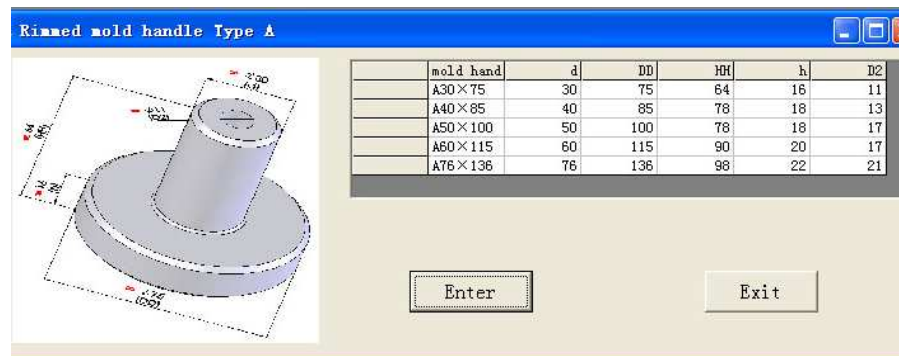 Rimmed mold handle Type A
mold hand d DD HH h D2
A30×75 30 75 64 16 11
A40×85 40 85 78 18 13
A50×100 50 100 78 18 17
A60×115 60 115 90 20 17
A76×136 76 136 98 22 21
Enter Exit